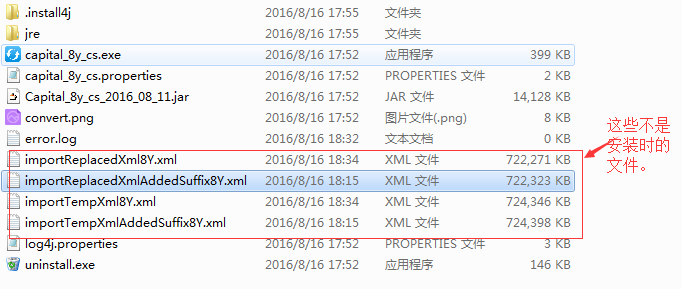 .install4j 2016/8/16 17:55 文件夹
jre 2016/8/16 17:55 文件夹
capital_8y_cs.exe 2016/8/16 17:52 应用程序 399 KB
capital_8y_cs.properties 2016/8/16 17:52 PROPERTIES 文件 2 KB
Capital_8y_cs_2016_08_11.jar 2016/8/16 17:52 JAR 文件 14,128 KB
convert.png 2016/8/16 17:52 图片文件(.png) 8 KB
error.log 2016/8/16 18:32 文本文档 0 KB
importReplacedXml8Y.xml 2016/8/16 18:34 XML 文件 722,271 KB
importReplacedXmlAddedSuffix8Y.xml 2016/8/16 18:15 XML 文件 722,323 KB
importTempXml8Y.xml 2016/8/16 18:34 XML 文件 724,346 KB
importTempXmlAddedSuffix8Y.xml 2016/8/16 18:15 XML 文件 724,398 KB
log4j.properties 2016/8/16 17:52 PROPERTIES 文件 3 KB
uninstall.exe 2016/8/16 17:52 应用程序 146 KB
这些不是
安装时的
文件。